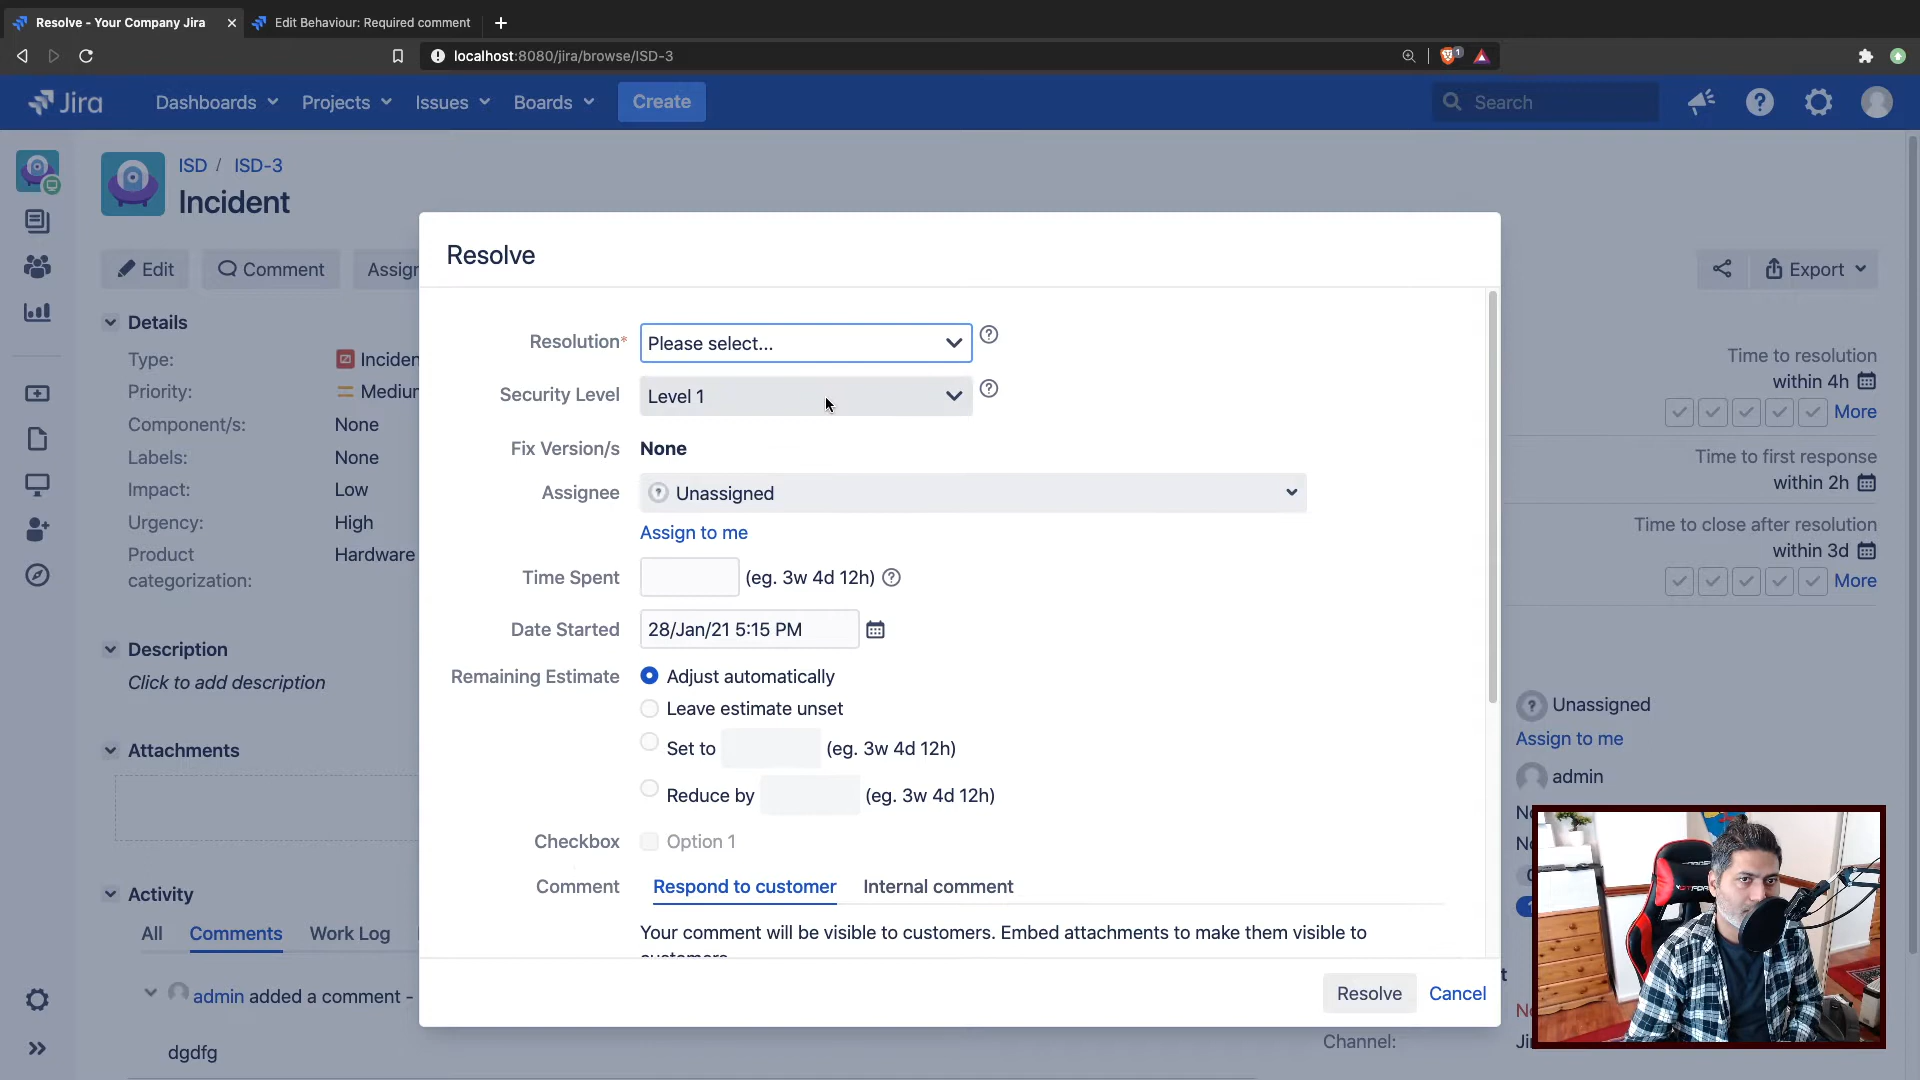 Resolve - Your Company Jira
Edit Behaviour: Required comment
localhost:8080/jira/browse/ISD-3
1
Jira
Dashboards
Projects
Issues
Boards
Create
Search
ISD / ISD-3
Incident
Edit
Comment
Assign
Export
Details
Type: Inciden
Priority: Medium
Component/s: None
Labels: None
Impact: Low
Urgency: High
Product categorization: Hardware
Description
Click to add description
Attachments
Activity
All
Comments
Work Log
admin added a comment -
dgdfg
Resolve
Resolution* Please select...
Security Level Level 1
Fix Version/s None
Assignee Unassigned
Assign to me
Time Spent (eg. 3w 4d 12h)
Date Started 28/Jan/21 5:15 PM
Remaining Estimate Adjust automatically
Leave estimate unset
Set to (eg. 3w 4d 12h)
Reduce by (eg. 3w 4d 12h)
Checkbox Option 1
Comment Respond to customer Internal comment
Your comment will be visible to customers. Embed attachments to make them visible to
customers.
Resolve Cancel
Time to resolution
within 4h
More
Time to first response
within 2h
Time to close after resolution
within 3d
More
Unassigned
Assign to me
admin
Channel: